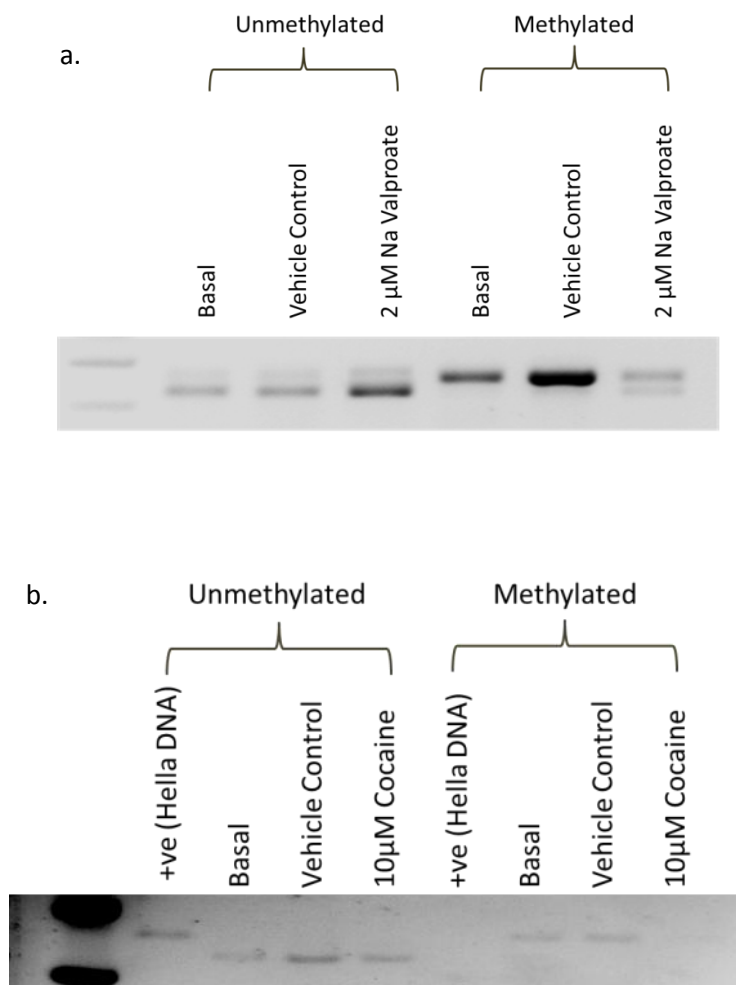 a.
Unmethylated
Methylated
Basal
Vehicle Control
2 µM Na Valproate
Basal
Vehicle Control
2 µM Na Valproate
b.
Unmethylated
Methylated
+ve (Hella DNA)
Basal
Vehicle Control
10µM Cocaine
+ve (Hella DNA)
Basal
Vehicle Control
10µM Cocaine